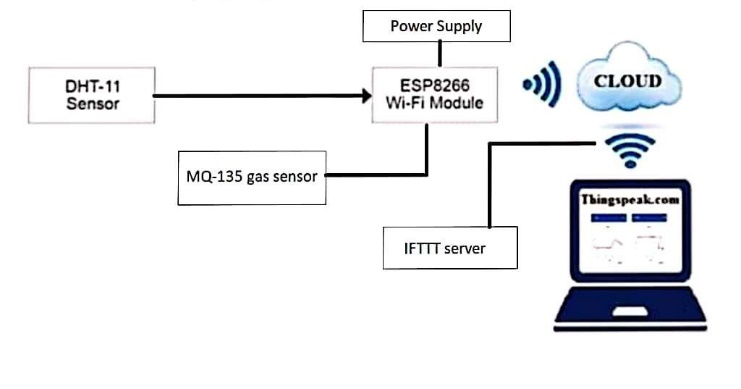 Power Supply
DHT-11
Sensor
ESP8266
Wi-Fi Module
CLOUD
MQ-135 gas sensor
Thingspeak.com
IFTTT server